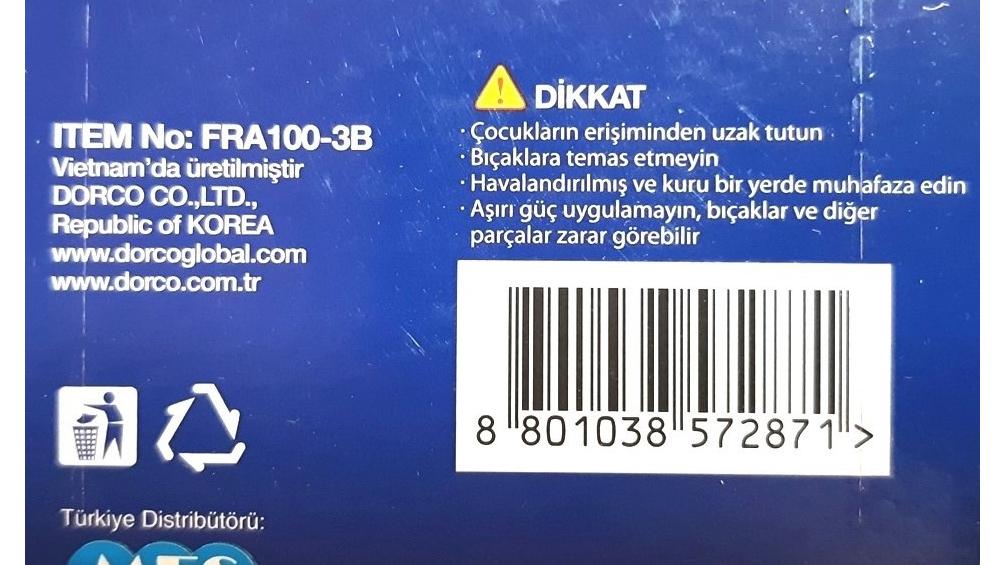 ITEM No: FRA100-3B
Vietnam'da üretilmiştir
DORCO CO.,LTD.,
Republic of KOREA
www.dorcoglobal.com
www.dorco.com.tr
DİKKAT
· Çocukların erişiminden uzak tutun
· Bıçaklara temas etmeyin
· Havalandırılmış ve kuru bir yerde muhafaza edin
· Aşırı güç uygulamayın, bıçaklar ve diğer
parçalar zarar görebilir
8 801038 572871 >
Türkiye Distribütörü: